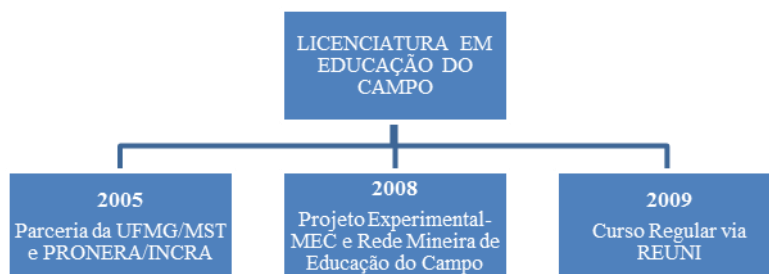 LICENCIATURA EM
EDUCAÇÃO DO
CAMPO
2005
Parceria da UFMG/MST
e PRONERA/INCRA
2008
Projeto Experimental-
MEC e Rede Mineira de
Educação do Campo
2009
Curso Regular via
REUNI